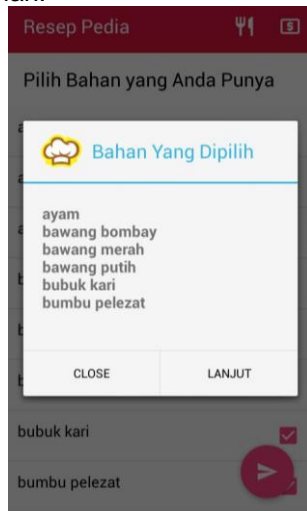 Resep Pedia
Pilih Bahan yang Anda Punya
Bahan Yang Dipilih
ayam
bawang bombay
bawang merah
bawang putih
bubuk kari
bumbu pelezat
CLOSE LANJUT
bubuk kari
bumbu pelezat